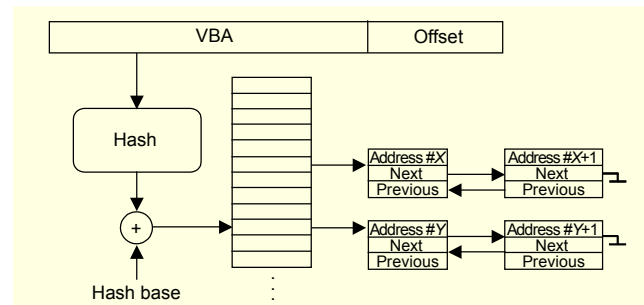 VBA Offset
Hash
Address #X Address #X+1
Next Next
Previous Previous
+
Address #Y Address #Y+1
Next Next
Previous Previous
Hash base